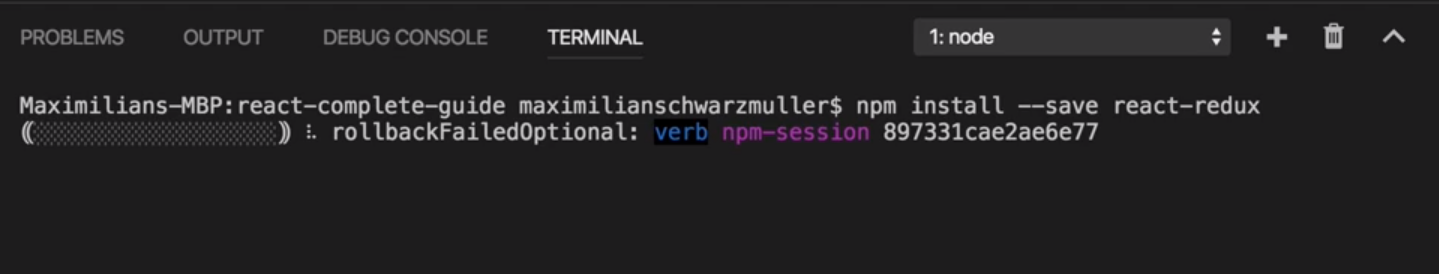 PROBLEMS OUTPUT DEBUG CONSOLE TERMINAL 1: node
Maximilians-MBP:react-complete-guide maximilianschwarzmuller$ npm install --save react-redux
((░░░░░░░░░░░░░░░░░░)) ⠧ rollbackFailedOptional: verb npm-session 897331cae2ae6e77